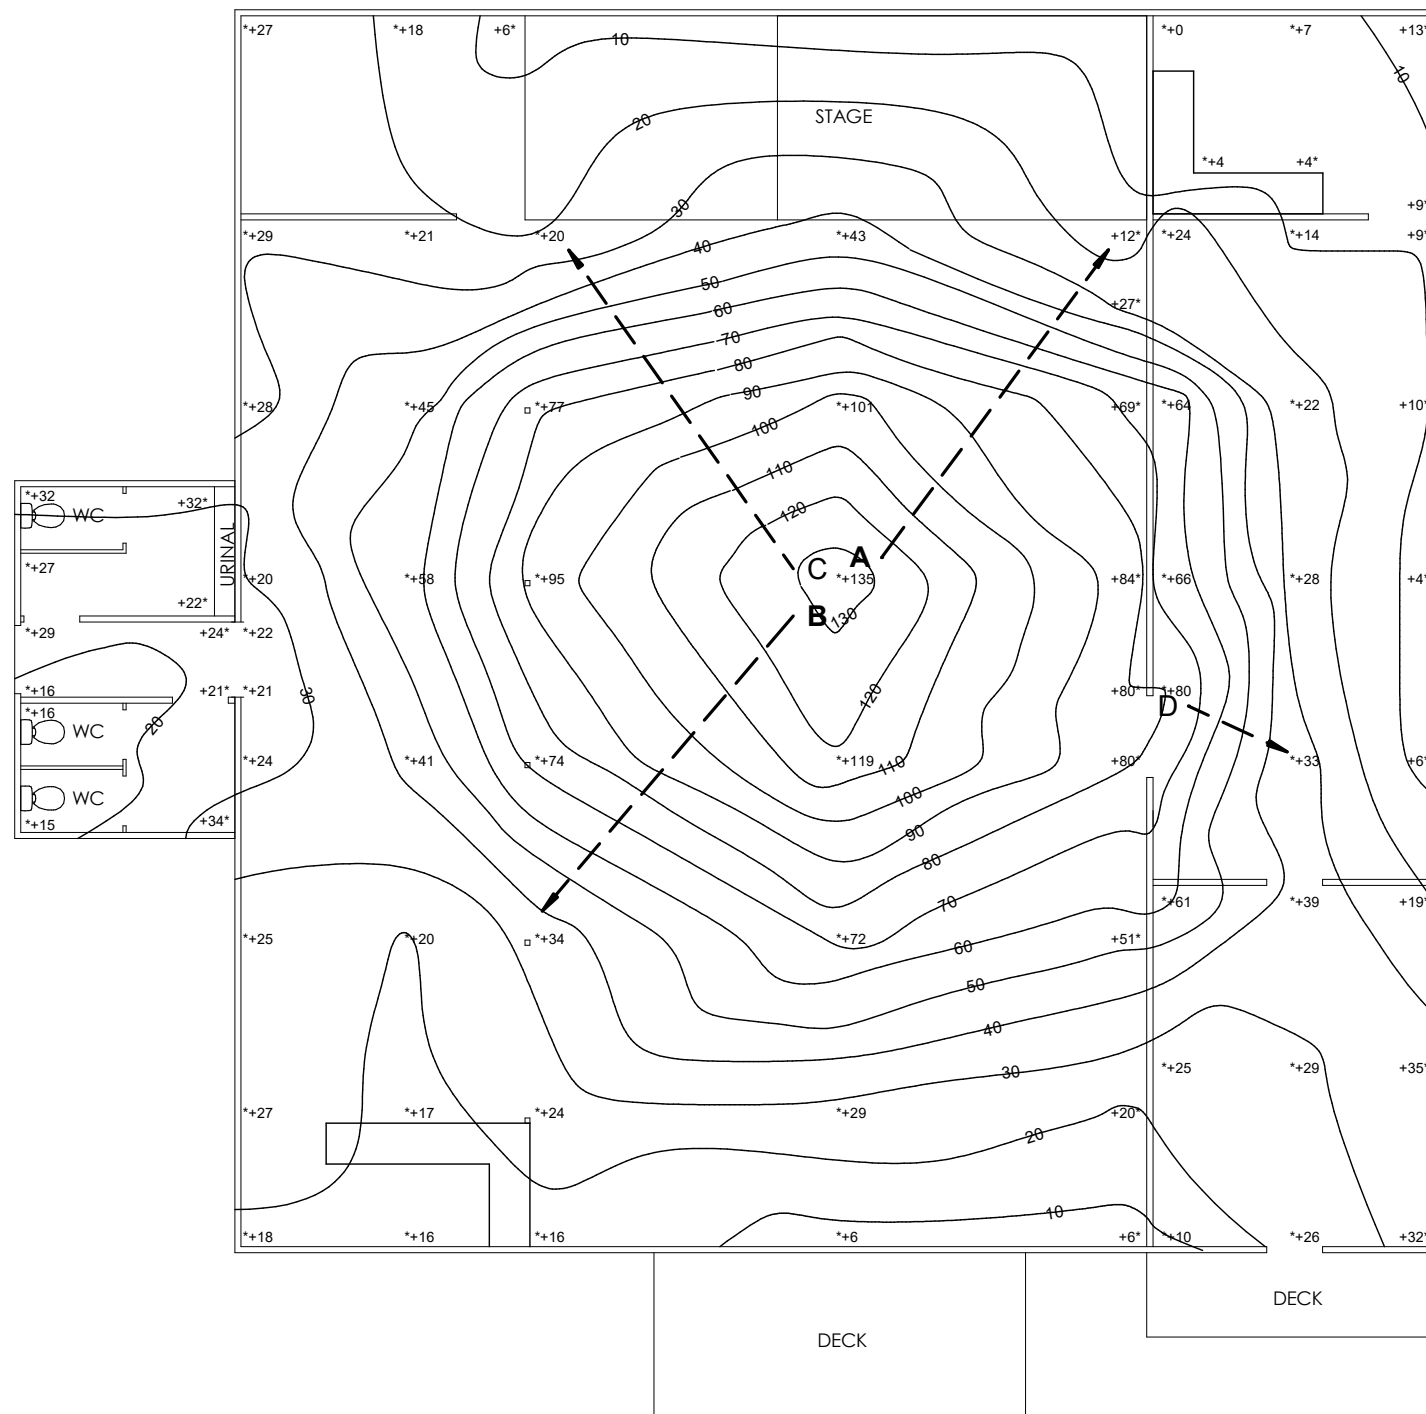 *+27 *+18 +6* 10 *+0 *+7 +13*
10
20 STAGE
*+4 +4*
30 +9*
*+29 *+21 *+20 40 *+43 +12* *+24 *+14 +9*
50
60 +27*
70
80
90
*+28 *+45 *+77 100 *+101 +69* *+64 *+22 +10*
110
*+32 WC +32* 120
URINAL
*+27 *+20 *+58 *+95 C A *+135 +84* *+66 *+28 +4*
+22* B 130
*+29 +24* *+22
*+16 +21* *+21 30 120 +80* *+80
*+16 D
WC 20
*+24 *+41 *+74 *+119 110 +80* *+33 +6*
WC 100
*+15 +34* 90
80
70 *+61 *+39 +19*
*+25 *+20 *+34 *+72 60 +51*
50
40
30 *+25 *+29 +35*
*+27 *+17 *+24 *+29 +20*
20
10
*+18 *+16 *+16 *+6 +6* *+10 *+26 +32*
DECK
DECK